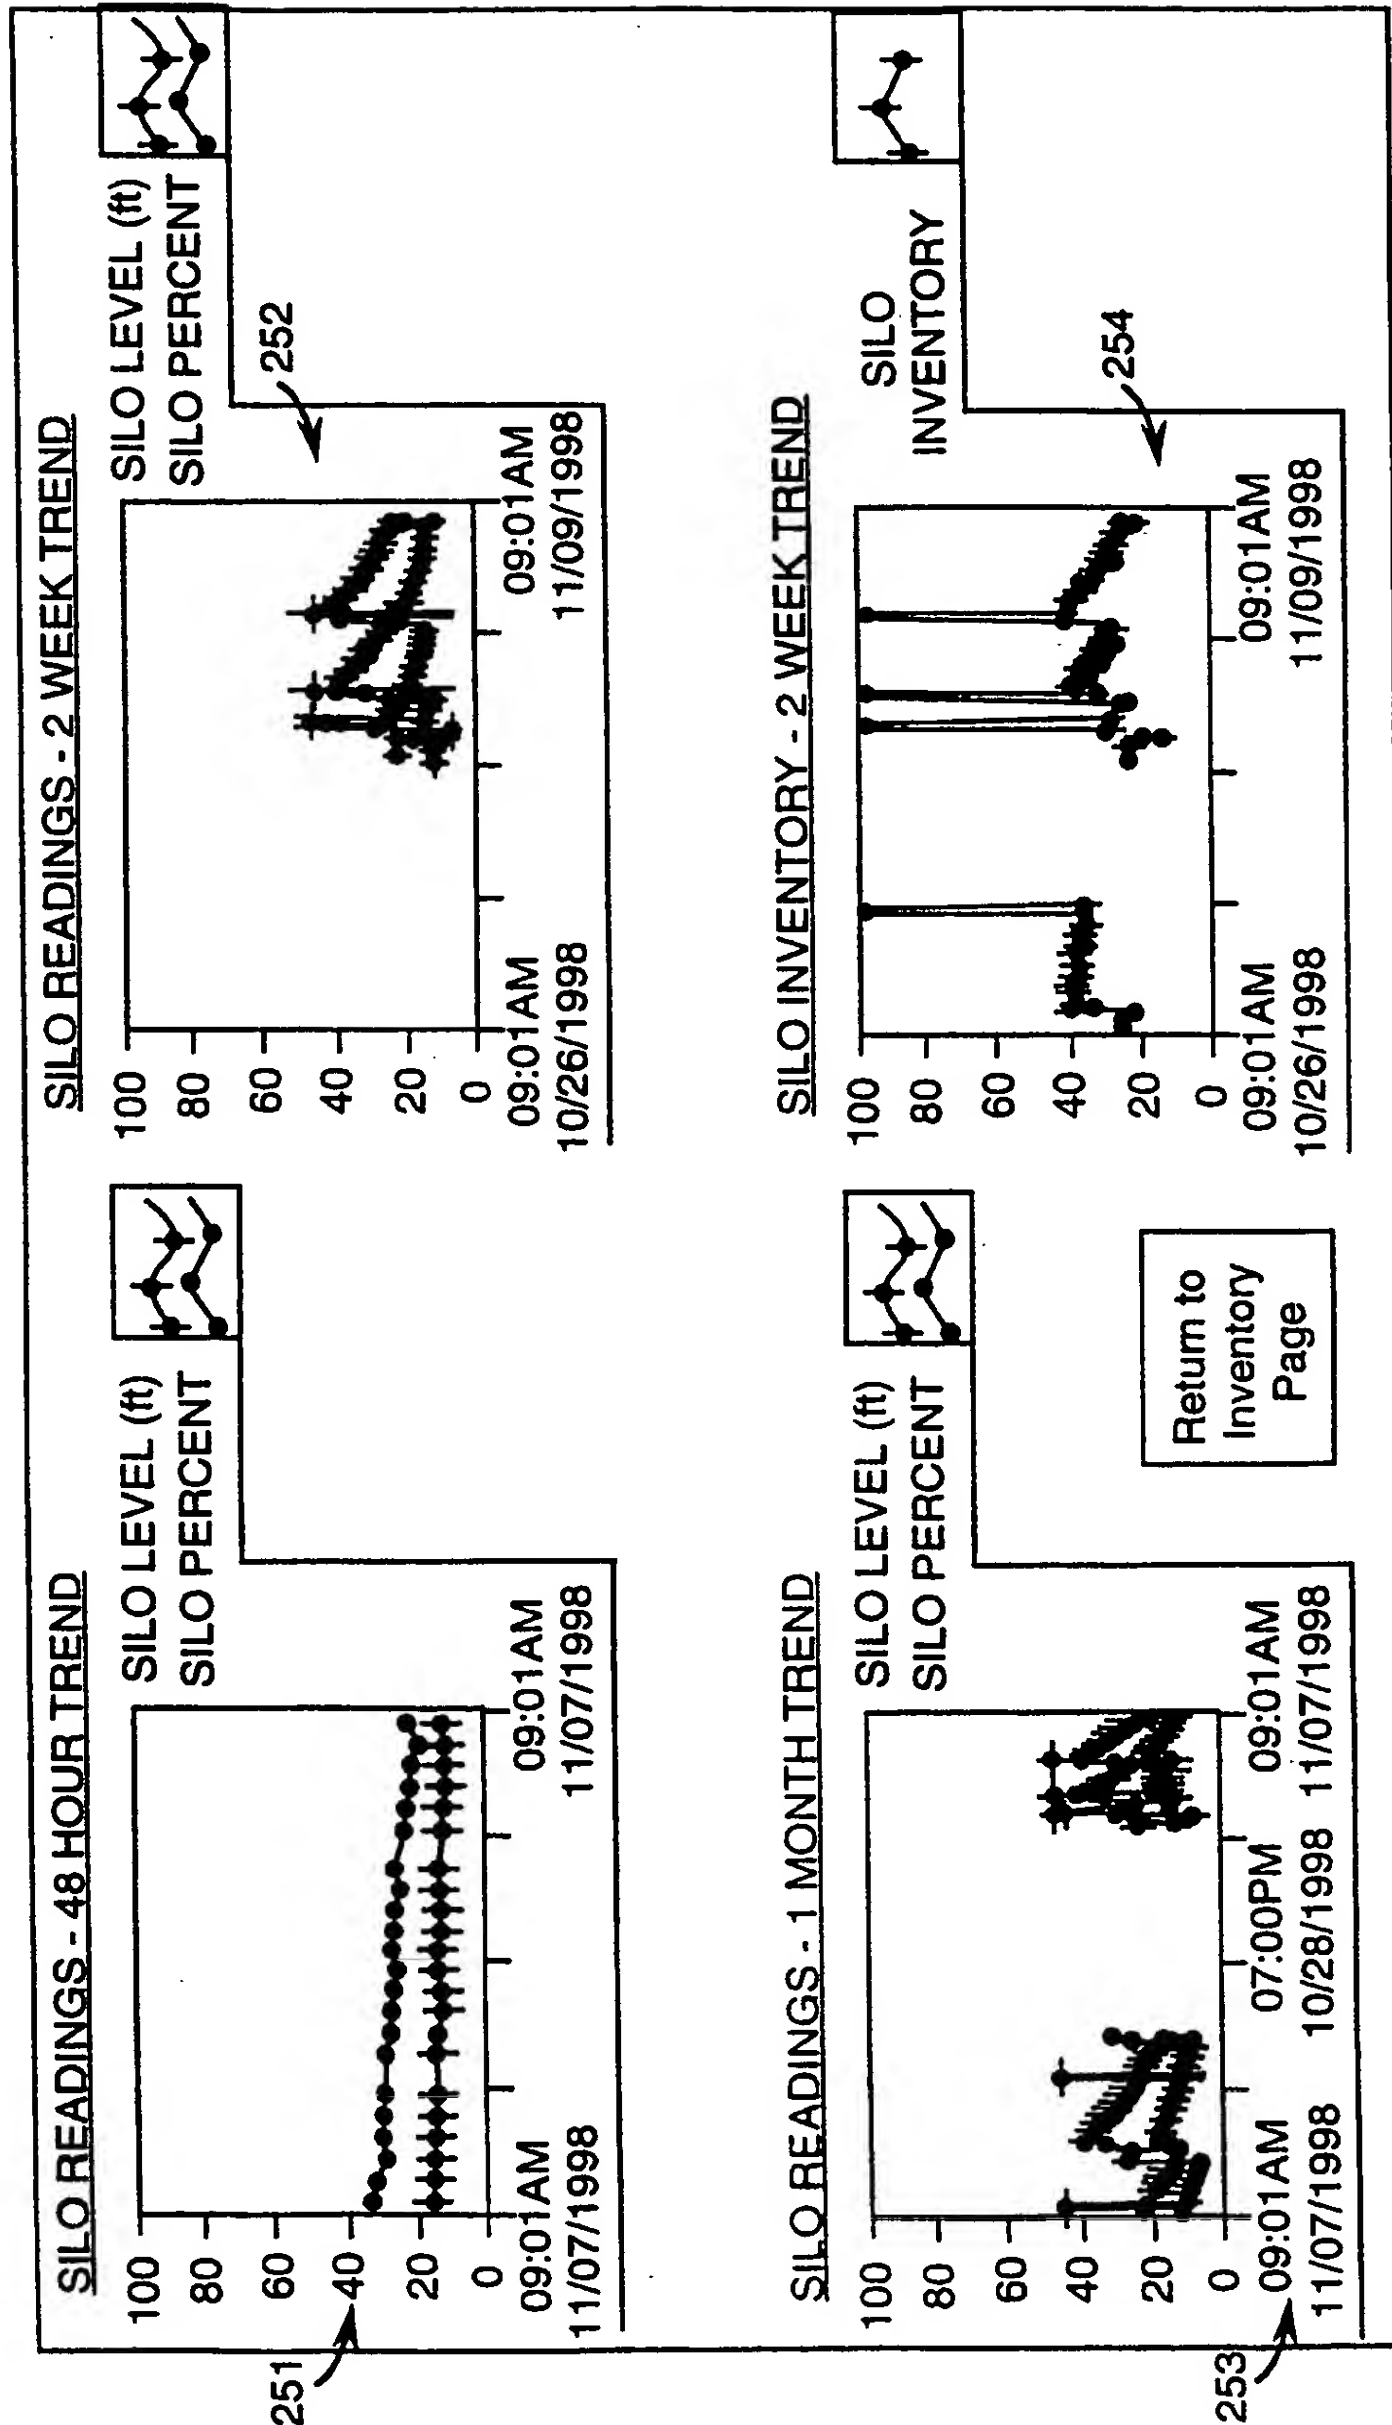 SILO READINGS - 48 HOUR TREND
SILO LEVEL (ft)
SILO PERCENT
100
80
60
40
20
0
09:01AM
11/07/1998
09:01AM
11/07/1998
251
SILO READINGS - 2 WEEK TREND
SILO LEVEL (ft)
SILO PERCENT
252
100
80
60
40
20
0
09:01AM
10/26/1998
09:01AM
11/09/1998
SILO READINGS - 1 MONTH TREND
SILO LEVEL (ft)
SILO PERCENT
100
80
60
40
20
0
09:01AM
11/07/1998
07:00PM
10/28/1998
09:01AM
11/07/1998
253
Return to
Inventory
Page
SILO INVENTORY - 2 WEEK TREND
SILO
INVENTORY
254
100
80
60
40
20
0
09:01AM
10/26/1998
09:01AM
11/09/1998